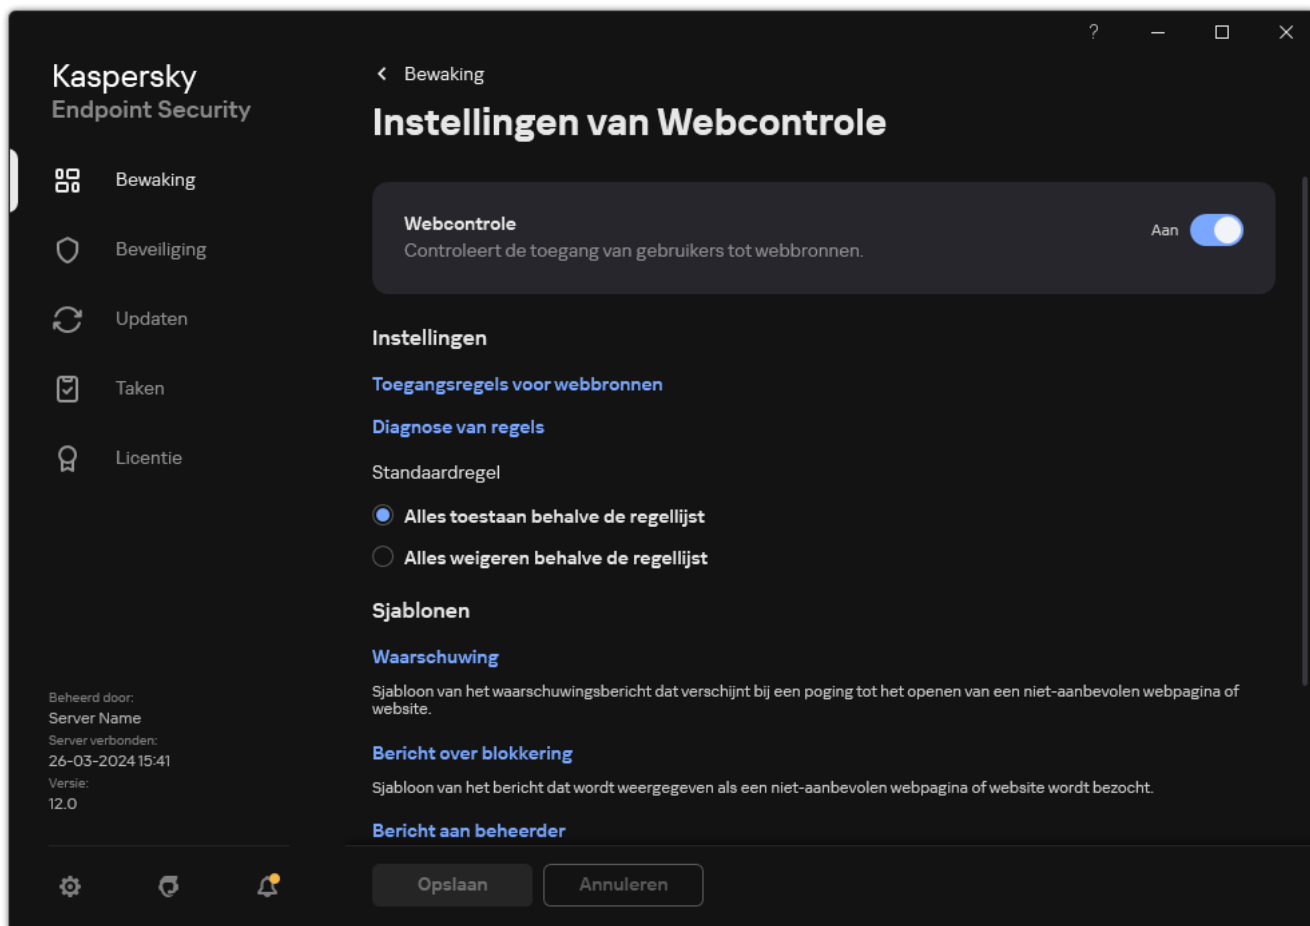 ?
Kaspersky
Endpoint Security
Bewaking
Beveiliging
Updaten
Taken
Licentie
Beheerd door:
Server Name
Server verbonden:
26-03-2024 15:41
Versie:
12.0
Bewaking
Instellingen van Webcontrole
Webcontrole
Controleert de toegang van gebruikers tot webbronnen.
Aan
Instellingen
Toegangsregels voor webbronnen
Diagnose van regels
Standaardregel
Alles toestaan behalve de regellijst
Alles weigeren behalve de regellijst
Sjablonen
Waarschuwing
Sjabloon van het waarschuwingsbericht dat verschijnt bij een poging tot het openen van een niet-aanbevolen webpagina of
website.
Bericht over blokkering
Sjabloon van het bericht dat wordt weergegeven als een niet-aanbevolen webpagina of website wordt bezocht.
Bericht aan beheerder
Opslaan
Annuleren